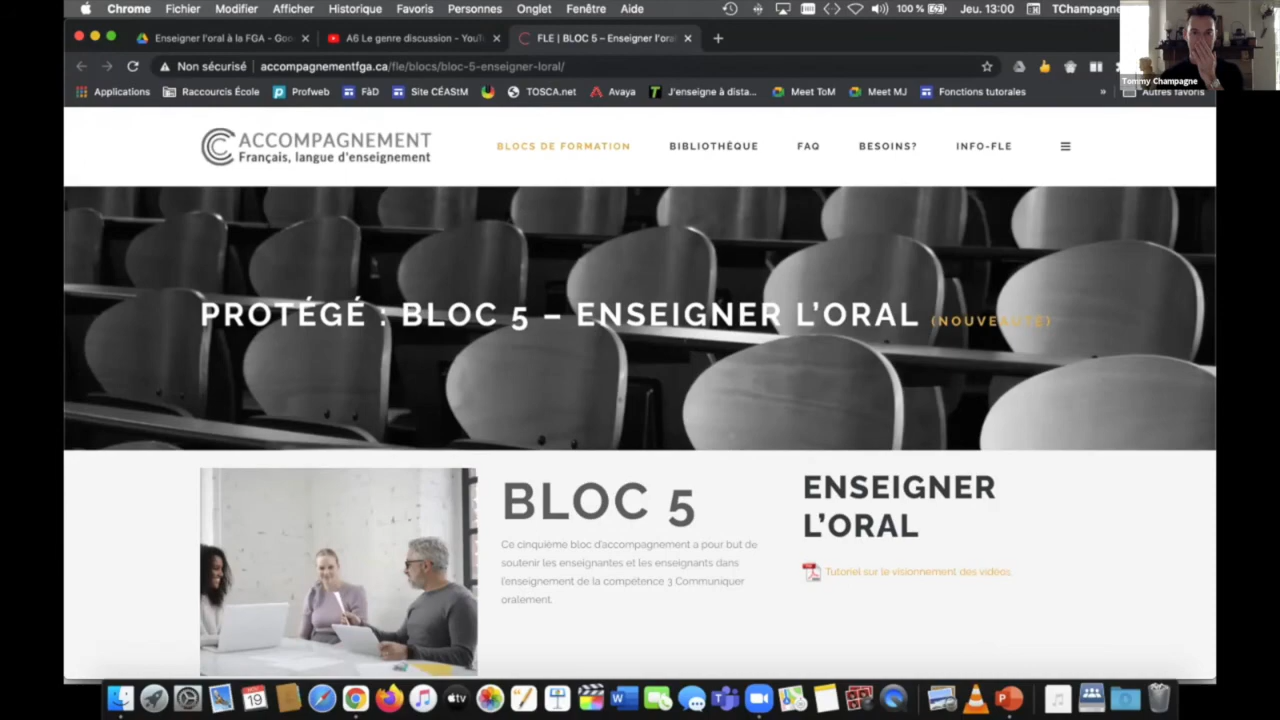 Chrome Fichier Modifier Afficher Historique Favoris Personnes Onglet Fenêtre Aide 100 % Jeu. 13:00 TChampagne
Enseigner l'oral à la FGA - Goo
A6 Le genre discussion - YouTu
FLE | BLOC 5 – Enseigner l'oral
Tommy Champagne
Non sécurisé | accompagnementfga.ca/fle/blocs/bloc-5-enseigner-loral/
Applications Raccourcis École Profweb FàD Site CÉAStM TOSCA.net Avaya J'enseigne à dista... Meet ToM Meet MJ Fonctions tutorales » Autres favoris
ACCOMPAGNEMENT
Français, langue d'enseignement
BLOCS DE FORMATION BIBLIOTHÈQUE FAQ BESOINS? INFO-FLE
PROTÉGÉ : BLOC 5 – ENSEIGNER L'ORAL (NOUVEAUTÉ)
BLOC 5
Ce cinquième bloc d'accompagnement a pour but de
soutenir les enseignantes et les enseignants dans
l'enseignement de la compétence 3 Communiquer
oralement.
ENSEIGNER
L'ORAL
Tutoriel sur le visionnement des vidéos.
19